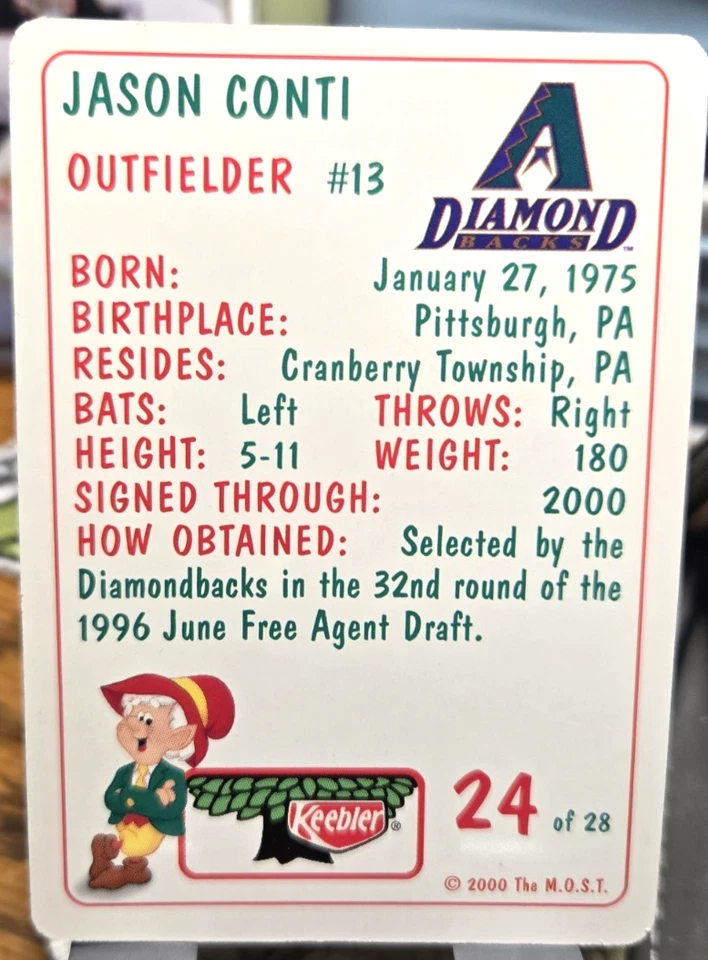 JASON CONTI
OUTFIELDER #13
A
DIAMOND
BACKS
™
BORN: January 27, 1975
BIRTHPLACE: Pittsburgh, PA
RESIDES: Cranberry Township, PA
BATS: Left THROWS: Right
HEIGHT: 5-11 WEIGHT: 180
SIGNED THROUGH: 2000
HOW OBTAINED: Selected by the
Diamondbacks in the 32nd round of the
1996 June Free Agent Draft.
Keebler®
24 of 28
© 2000 The M.O.S.T.